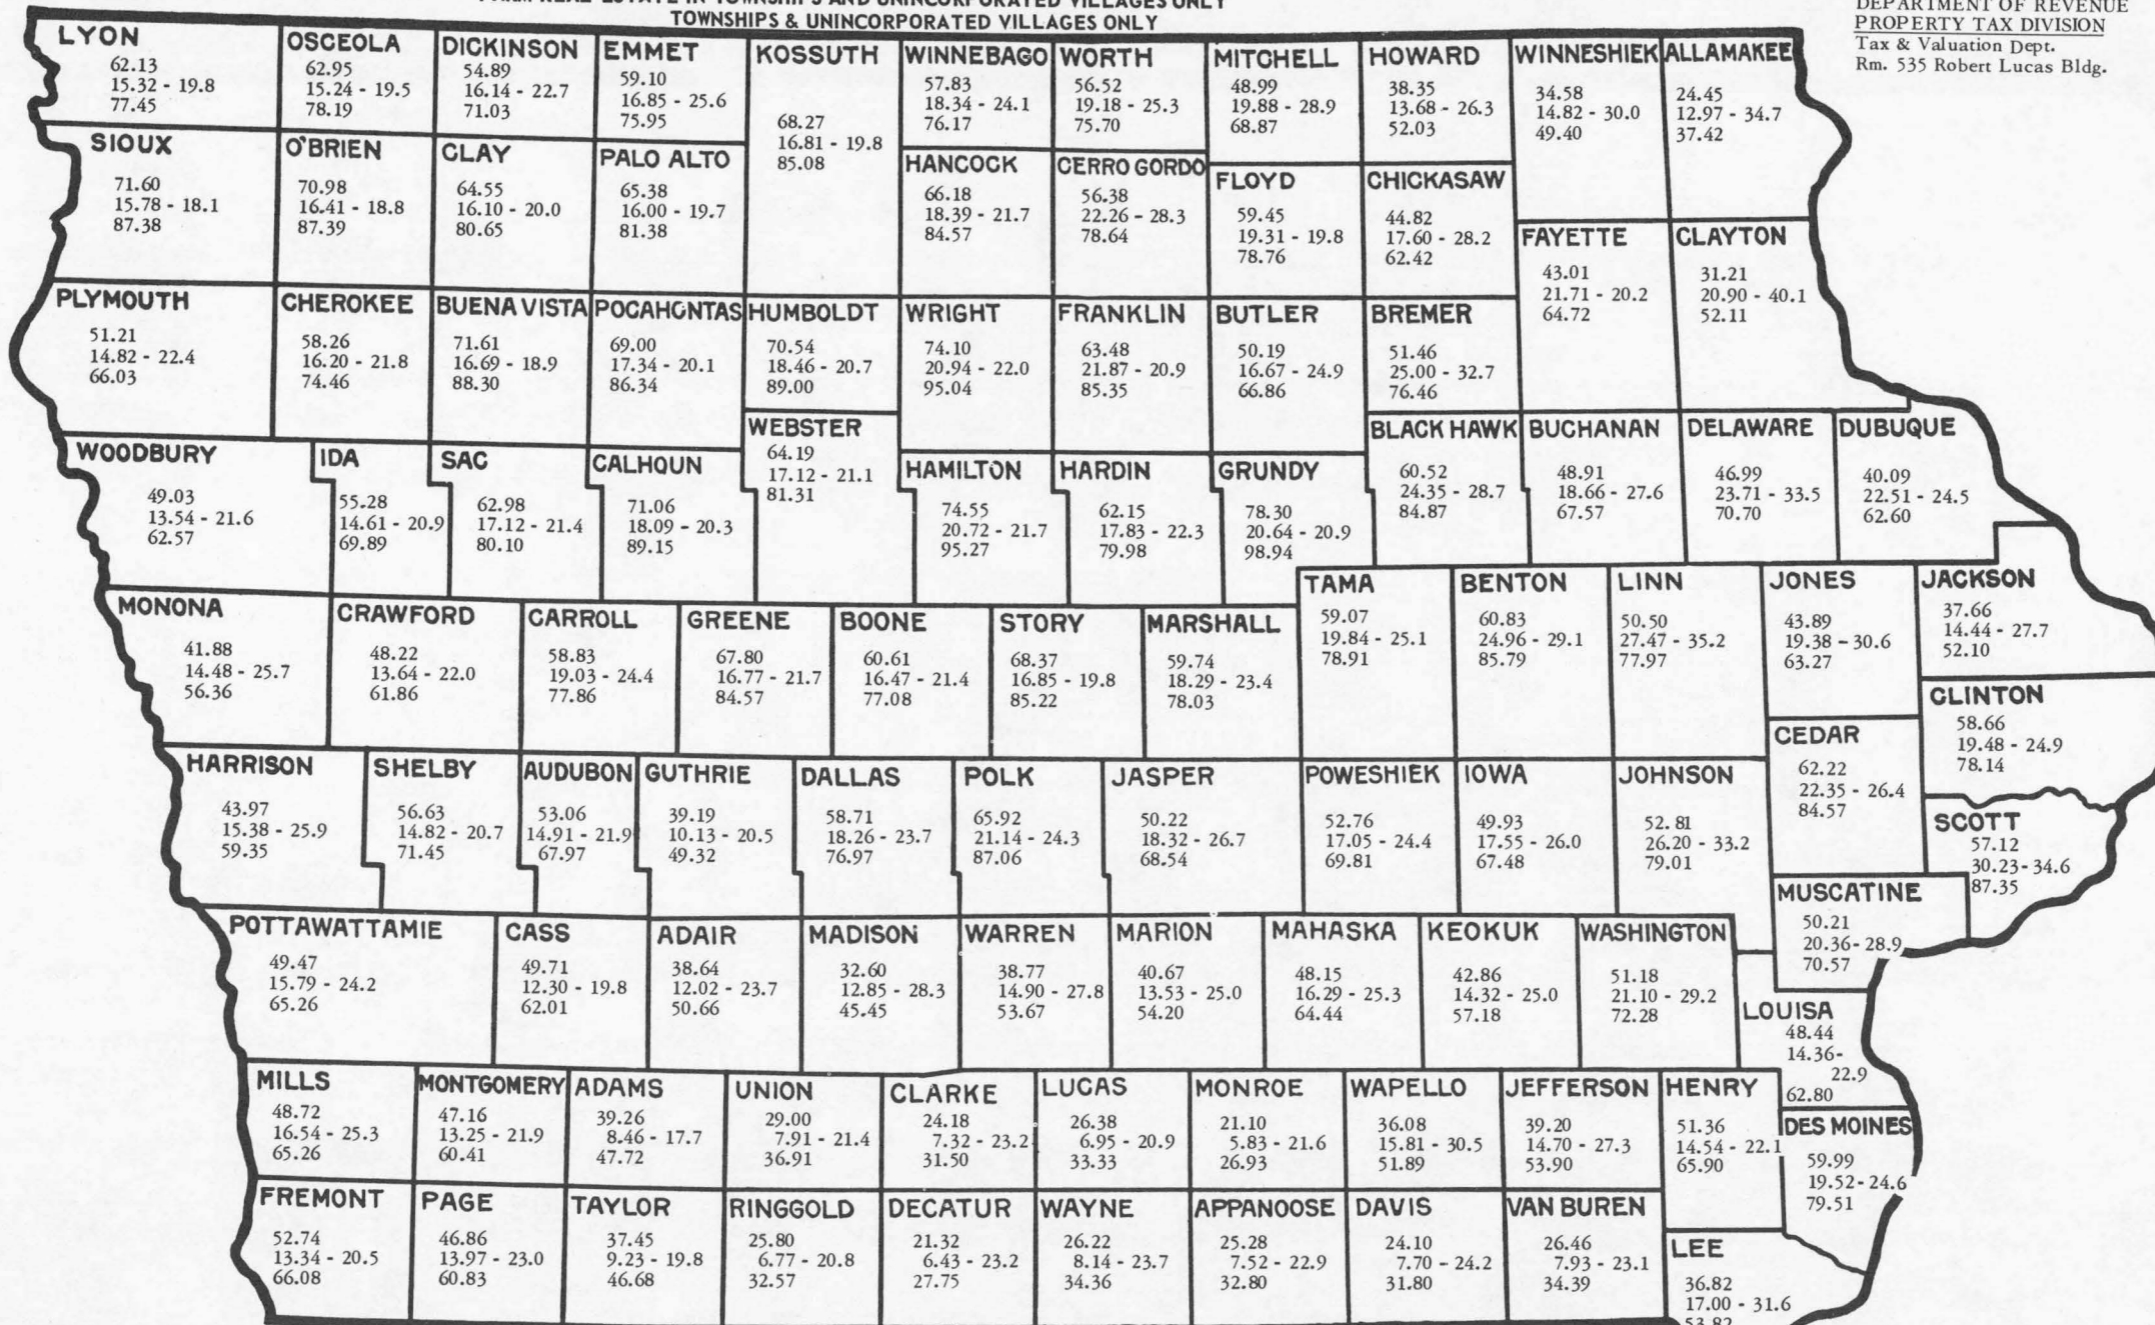 FARM REAL ESTATE IN TOWNSHIPS AND UNINCORPORATED VILLAGES ONLY
TOWNSHIPS & UNINCORPORATED VILLAGES ONLY
DEPARTMENT OF REVENUE
PROPERTY TAX DIVISION
Tax & Valuation Dept.
Rm. 535 Robert Lucas Bldg.
LYON
62.13
15.32 - 19.8
77.45
OSCEOLA
62.95
15.24 - 19.5
78.19
DICKINSON
54.89
16.14 - 22.7
71.03
EMMET
59.10
16.85 - 25.6
75.95
KOSSUTH
68.27
16.81 - 19.8
85.08
WINNEBAGO
57.83
18.34 - 24.1
76.17
WORTH
56.52
19.18 - 25.3
75.70
MITCHELL
48.99
19.88 - 28.9
68.87
HOWARD
38.35
13.68 - 26.3
52.03
WINNESHIEK
34.58
14.82 - 30.0
49.40
ALLAMAKEE
24.45
12.97 - 34.7
37.42
SIOUX
71.60
15.78 - 18.1
87.38
O'BRIEN
70.98
16.41 - 18.8
87.39
CLAY
64.55
16.10 - 20.0
80.65
PALO ALTO
65.38
16.00 - 19.7
81.38
HANCOCK
66.18
18.39 - 21.7
84.57
CERRO GORDO
56.38
22.26 - 28.3
78.64
FLOYD
59.45
19.31 - 19.8
78.76
CHICKASAW
44.82
17.60 - 28.2
62.42
FAYETTE
43.01
21.71 - 20.2
64.72
CLAYTON
31.21
20.90 - 40.1
52.11
PLYMOUTH
51.21
14.82 - 22.4
66.03
CHEROKEE
58.26
16.20 - 21.8
74.46
BUENA VISTA
71.61
16.69 - 18.9
88.30
POCAHONTAS
69.00
17.34 - 20.1
86.34
HUMBOLDT
70.54
18.46 - 20.7
89.00
WRIGHT
74.10
20.94 - 22.0
95.04
FRANKLIN
63.48
21.87 - 20.9
85.35
BUTLER
50.19
16.67 - 24.9
66.86
BREMER
51.46
25.00 - 32.7
76.46
WOODBURY
49.03
13.54 - 21.6
62.57
IDA
55.28
14.61 - 20.9
69.89
SAC
62.98
17.12 - 21.4
80.10
CALHOUN
71.06
18.09 - 20.3
89.15
WEBSTER
64.19
17.12 - 21.1
81.31
HAMILTON
74.55
20.72 - 21.7
95.27
HARDIN
62.15
17.83 - 22.3
79.98
GRUNDY
78.30
20.64 - 20.9
98.94
BLACK HAWK
60.52
24.35 - 28.7
84.87
BUCHANAN
48.91
18.66 - 27.6
67.57
DELAWARE
46.99
23.71 - 33.5
70.70
DUBUQUE
40.09
22.51 - 24.5
62.60
MONONA
41.88
14.48 - 25.7
56.36
CRAWFORD
48.22
13.64 - 22.0
61.86
CARROLL
58.83
19.03 - 24.4
77.86
GREENE
67.80
16.77 - 21.7
84.57
BOONE
60.61
16.47 - 21.4
77.08
STORY
68.37
16.85 - 19.8
85.22
MARSHALL
59.74
18.29 - 23.4
78.03
TAMA
59.07
19.84 - 25.1
78.91
BENTON
60.83
24.96 - 29.1
85.79
LINN
50.50
27.47 - 35.2
77.97
JONES
43.89
19.38 - 30.6
63.27
JACKSON
37.66
14.44 - 27.7
52.10
CLINTON
58.66
19.48 - 24.9
78.14
CEDAR
62.22
22.35 - 26.4
84.57
HARRISON
43.97
15.38 - 25.9
59.35
SHELBY
56.63
14.82 - 20.7
71.45
AUDUBON
53.06
14.91 - 21.9
67.97
GUTHRIE
39.19
10.13 - 20.5
49.32
DALLAS
58.71
18.26 - 23.7
76.97
POLK
65.92
21.14 - 24.3
87.06
JASPER
50.22
18.32 - 26.7
68.54
POWESHIEK
52.76
17.05 - 24.4
69.81
IOWA
49.93
17.55 - 26.0
67.48
JOHNSON
52.81
26.20 - 33.2
79.01
SCOTT
57.12
30.23-34.6
87.35
MUSCATINE
50.21
20.36- 28.9
70.57
POTTAWATTAMIE
49.47
15.79 - 24.2
65.26
CASS
49.71
12.30 - 19.8
62.01
ADAIR
38.64
12.02 - 23.7
50.66
MADISON
32.60
12.85 - 28.3
45.45
WARREN
38.77
14.90 - 27.8
53.67
MARION
40.67
13.53 - 25.0
54.20
MAHASKA
48.15
16.29 - 25.3
64.44
KEOKUK
42.86
14.32 - 25.0
57.18
WASHINGTON
51.18
21.10 - 29.2
72.28
LOUISA
48.44
14.36-
22.9
62.80
MILLS
48.72
16.54 - 25.3
65.26
MONTGOMERY
47.16
13.25 - 21.9
60.41
ADAMS
39.26
8.46 - 17.7
47.72
UNION
29.00
7.91 - 21.4
36.91
CLARKE
24.18
7.32 - 23.2
31.50
LUCAS
26.38
6.95 - 20.9
33.33
MONROE
21.10
5.83 - 21.6
26.93
WAPELLO
36.08
15.81 - 30.5
51.89
JEFFERSON
39.20
14.70 - 27.3
53.90
HENRY
51.36
14.54 - 22.1
65.90
DES MOINES
59.99
19.52-24.6
79.51
FREMONT
52.74
13.34 - 20.5
66.08
PAGE
46.86
13.97 - 23.0
60.83
TAYLOR
37.45
9.23 - 19.8
46.68
RINGGOLD
25.80
6.77 - 20.8
32.57
DECATUR
21.32
6.43 - 23.2
27.75
WAYNE
26.22
8.14 - 23.7
34.36
APPANOOSE
25.28
7.52 - 22.9
32.80
DAVIS
24.10
7.70 - 24.2
31.80
VAN BUREN
26.46
7.93 - 23.1
34.39
LEE
36.82
17.00 - 31.6
53.82